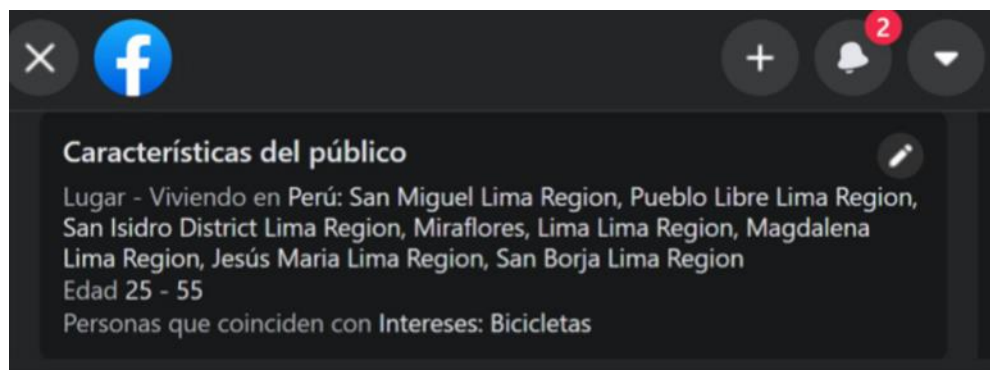 2
Características del público
Lugar - Viviendo en Perú: San Miguel Lima Region, Pueblo Libre Lima Region,
San Isidro District Lima Region, Miraflores, Lima Lima Region, Magdalena
Lima Region, Jesús Maria Lima Region, San Borja Lima Region
Edad 25 - 55
Personas que coinciden con Intereses: Bicicletas